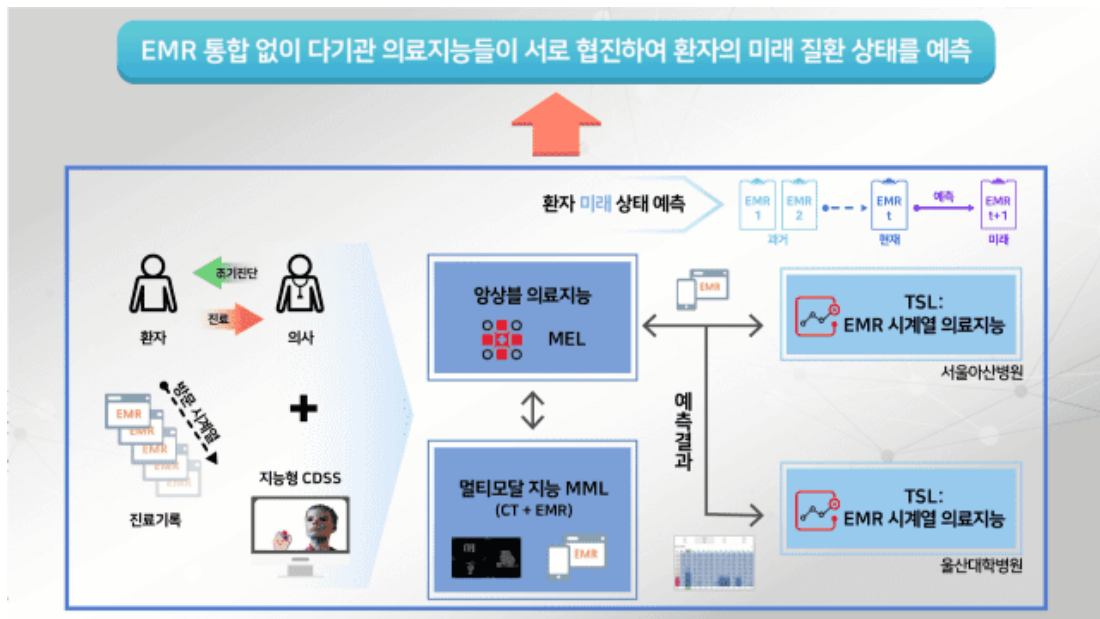 EMR 통합 없이 다기관 의료지능들이 서로 협진하여 환자의 미래 질환 상태를 예측
환자 미래 상태 예측
EMR
1
EMR
2
과거
EMR
t
현재
예측
EMR
t+1
미래
조기진단
진료
환자
의사
방문 시계열
EMR
EMR
EMR
EMR
EMR
진료기록
지능형 CDSS
앙상블 의료지능
MEL
멀티모달 지능 MML
(CT + EMR)
EMR
EMR
예측결과
TSL:
EMR 시계열 의료지능
서울아산병원
TSL:
EMR 시계열 의료지능
울산대학병원